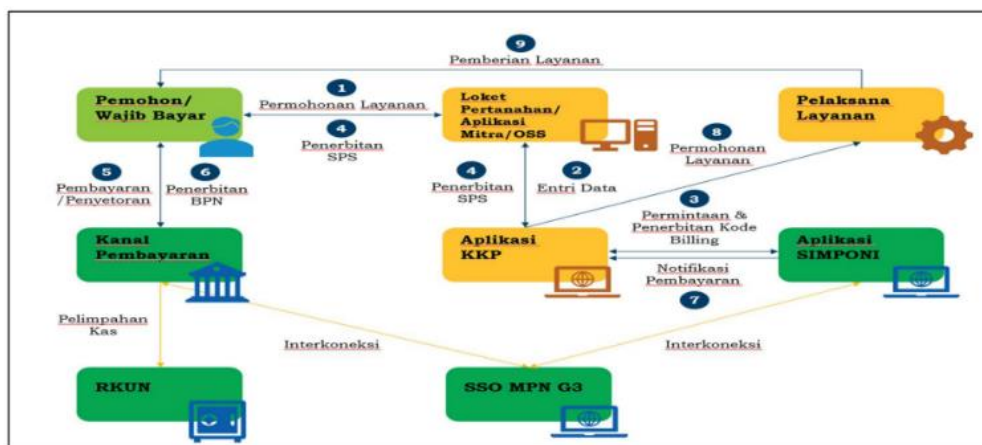 9
Pemberian Layanan
Pemohon/
Wajib Bayar
1
Permohonan Layanan
4
Penerbitan
SPS
Loket
Pertanahan/
Aplikasi
Mitra/OSS
Pelaksana
Layanan
5
Pembayaran
/Penyetoran
6
Penerbitan
BPN
4
Penerbitan
SPS
2
Entri Data
8
Permohonan
Layanan
3
Permintaan &
Penerbitan Kode
Billing
Kanal
Pembayaran
Aplikasi
KKP
Aplikasi
SIMPONI
Notifikasi
Pembayaran
7
Pelimpahan
Kas
Interkoneksi
Interkoneksi
RKUN
SSO MPN G3